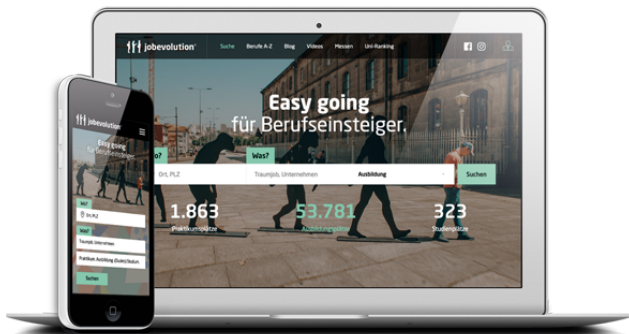 jobevolution
Suche Berufe A-Z Blog Videos Messen Uni-Ranking
Easy going
für Berufseinsteiger.
Was?
Ort, PLZ
Traumjob, Unternehmen
Ausbildung
Suchen
1.863
Praktikumsplätze
53.781
Ausbildungsplätze
323
Studienplätze
jobevolution
Easy going
für Berufseinsteiger.
Wo?
Ort, PLZ
Was?
Traumjob, Unternehmen
Suchen